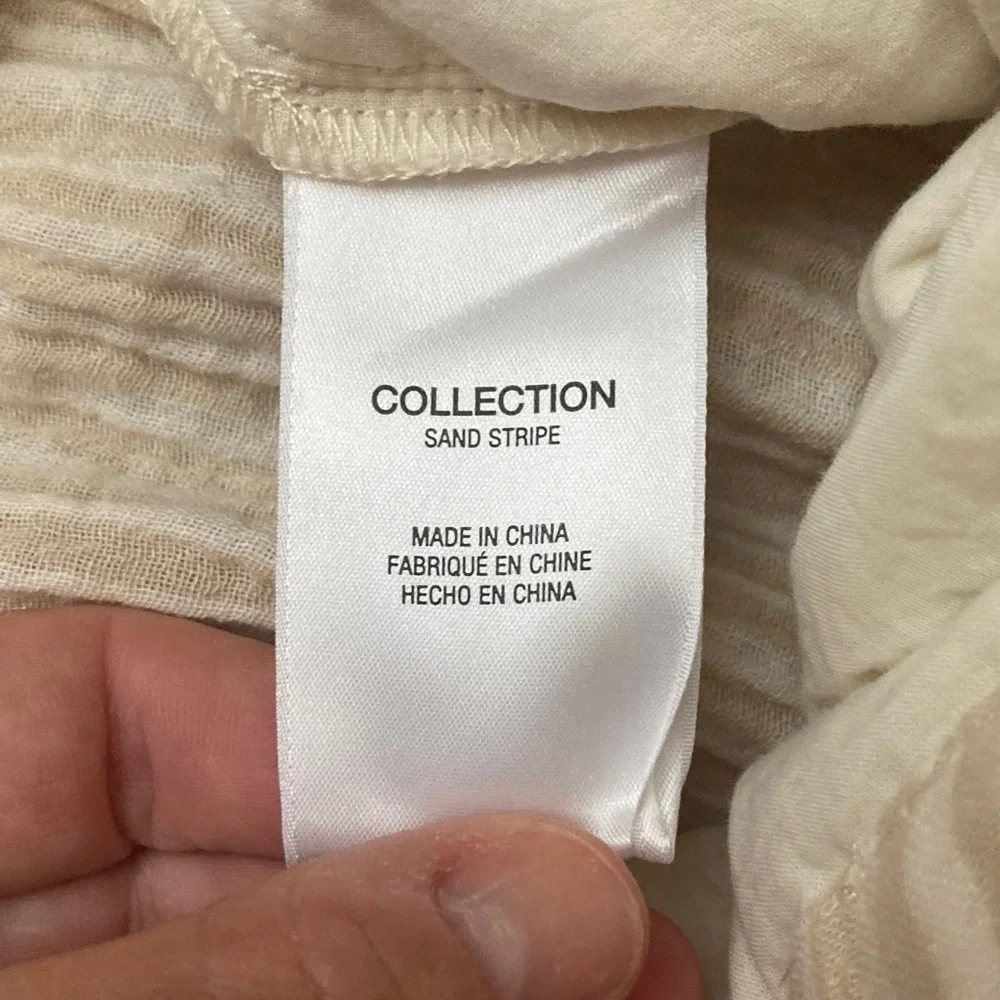 COLLECTION
SAND STRIPE
MADE IN CHINA
FABRIQUÉ EN CHINE
HECHO EN CHINA